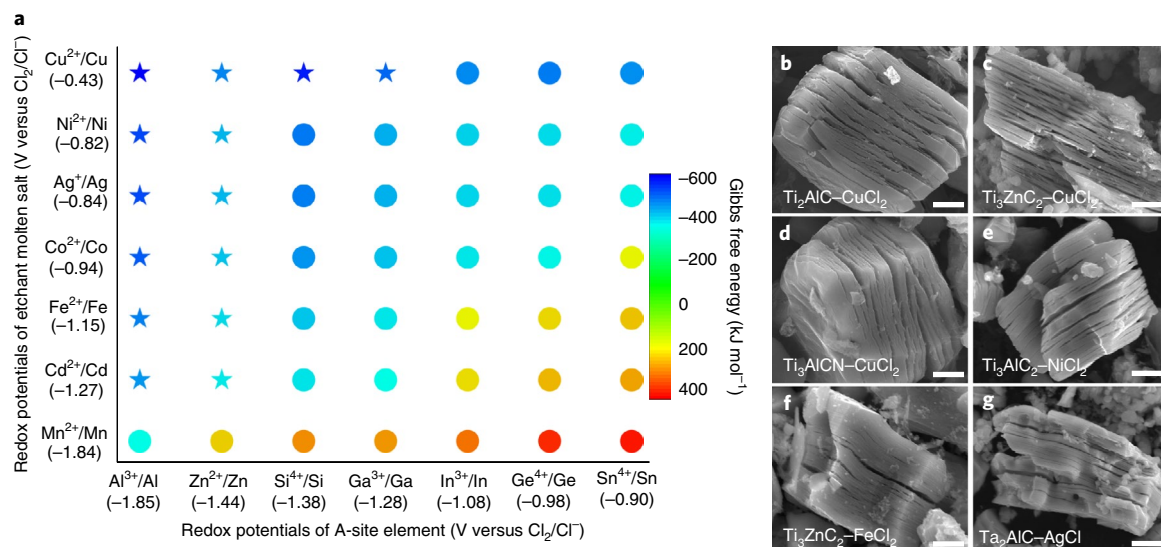 a
Redox potentials of etchant molten salt (V versus Cl₂/Cl⁻)
Cu²⁺/Cu
(−0.43)
Ni²⁺/Ni
(−0.82)
Ag⁺/Ag
(−0.84)
Co²⁺/Co
(−0.94)
Fe²⁺/Fe
(−1.15)
Cd²⁺/Cd
(−1.27)
Mn²⁺/Mn
(−1.84)
Al³⁺/Al
(−1.85)
Zn²⁺/Zn
(−1.44)
Si⁴⁺/Si
(−1.38)
Ga³⁺/Ga
(−1.28)
In³⁺/In
(−1.08)
Ge⁴⁺/Ge
(−0.98)
Sn⁴⁺/Sn
(−0.90)
Redox potentials of A-site element (V versus Cl₂/Cl⁻)
−600
−400
−200
0
200
400
Gibbs free energy (kJ mol⁻¹)
b
Ti₂AlC–CuCl₂
c
Ti₃ZnC₂–CuCl₂
d
Ti₃AlCN–CuCl₂
e
Ti₃AlC₂–NiCl₂
f
Ti₃ZnC₂–FeCl₂
g
Ta₂AlC–AgCl